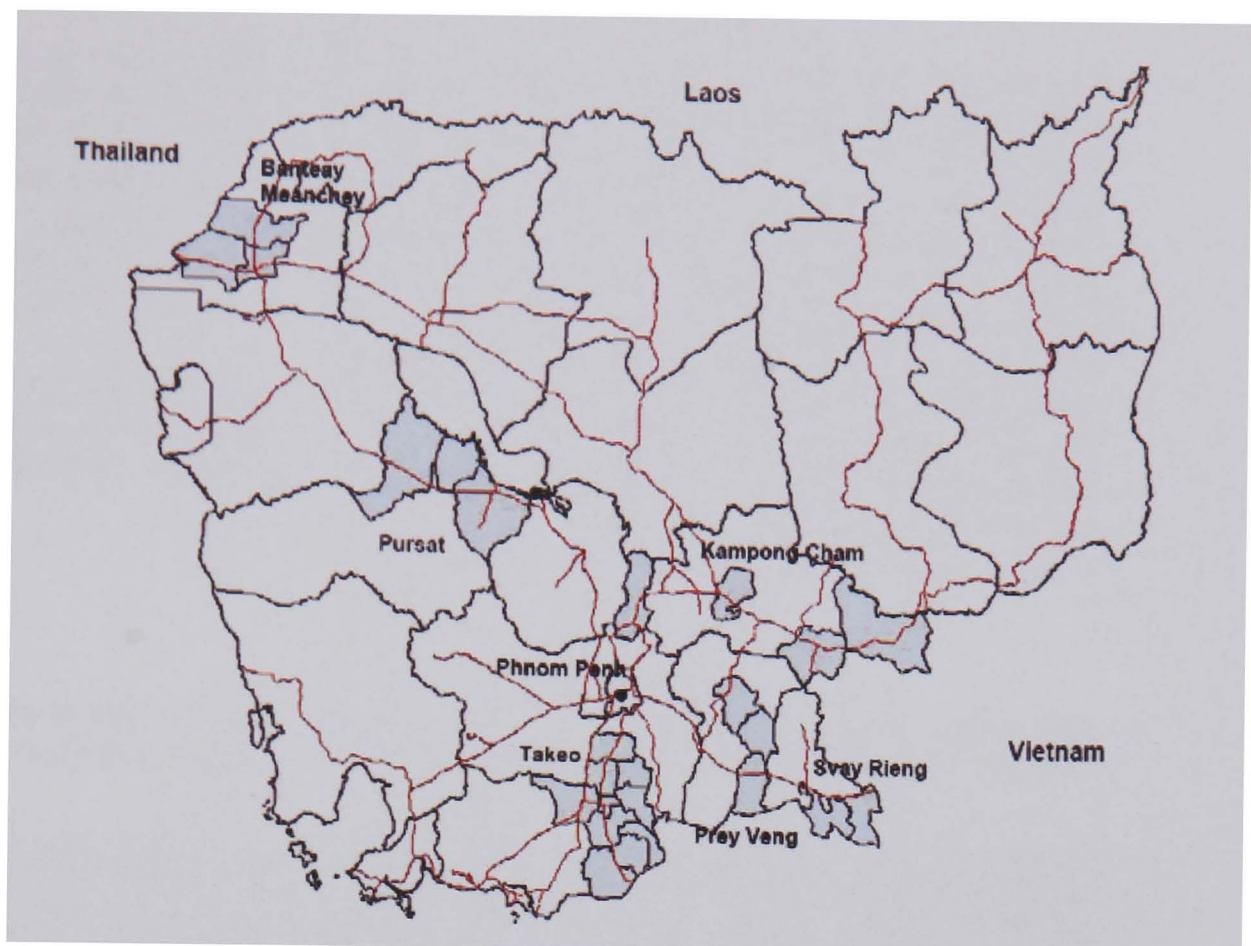 Laos
Thailand
Banteay
Meanchey
Pursat
Kampong Cham
Phnom Penh
Takeo
Vietnam
Svay Rieng
Prey Veng